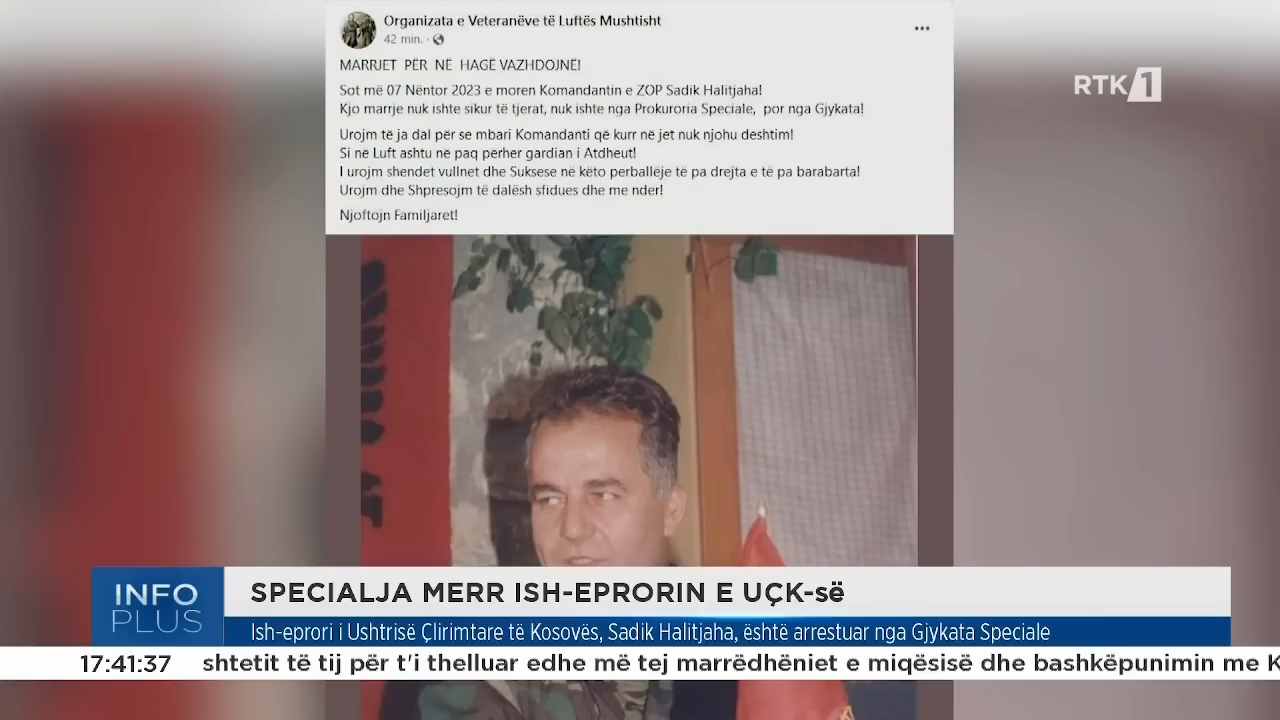 Organizata e Veteranëve të Luftës Mushtisht
42 min.
MARRJET PËR NË HAGË VAZHDOJNË!
Sot më 07 Nëntor 2023 e moren Komandantin e ZOP Sadik Halitjaha!
Kjo marrje nuk ishte sikur të tjerat, nuk ishte nga Prokuroria Speciale, por nga Gjykata!
Urojm të ja dal për se mbari Komandanti që kurr në jet nuk njohu deshtim!
Si në Luft ashtu në paq përher gardian i Atdheut!
I urojm shendet vullnet dhe Suksese në këto perballëje të pa drejta e të pa barabarta!
Urojm dhe Shpresojm të dalësh sfidues dhe me nder!
Njoftojn Familjaret!
RTK 1
INFO
PLUS
SPECIALJA MERR ISH-EPRORIN E UÇK-së
Ish-eprori i Ushtrisë Çlirimtare të Kosovës, Sadik Halitjaha, është arrestuar nga Gjykata Speciale
17:41:37 shtetit të tij për t'i thelluar edhe më tej marrëdhëniet e miqësisë dhe bashkëpunimin me K